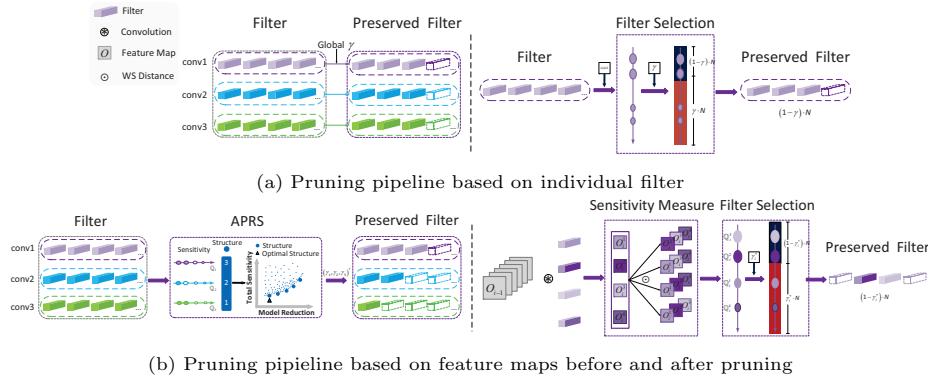 Filter
Convolution
O Feature Map
WS Distance
Filter
Preserved Filter
Global γ
conv1
conv2
conv3
Filter Selection
Filter
γ
(1−γ)·N
γ·N
Preserved Filter
(1−γ)·N
(a) Pruning pipeline based on individual filter
Filter
APRS
Preserved Filter
conv1
conv2
conv3
Sensitivity
Structure
3
2
1
Structure
Optimal Structure
Total Sensitivity
Model Reduction
Sensitivity Measure
Filter Selection
Preserved Filter
(b) Pruning pipieline based on feature maps before and after pruning